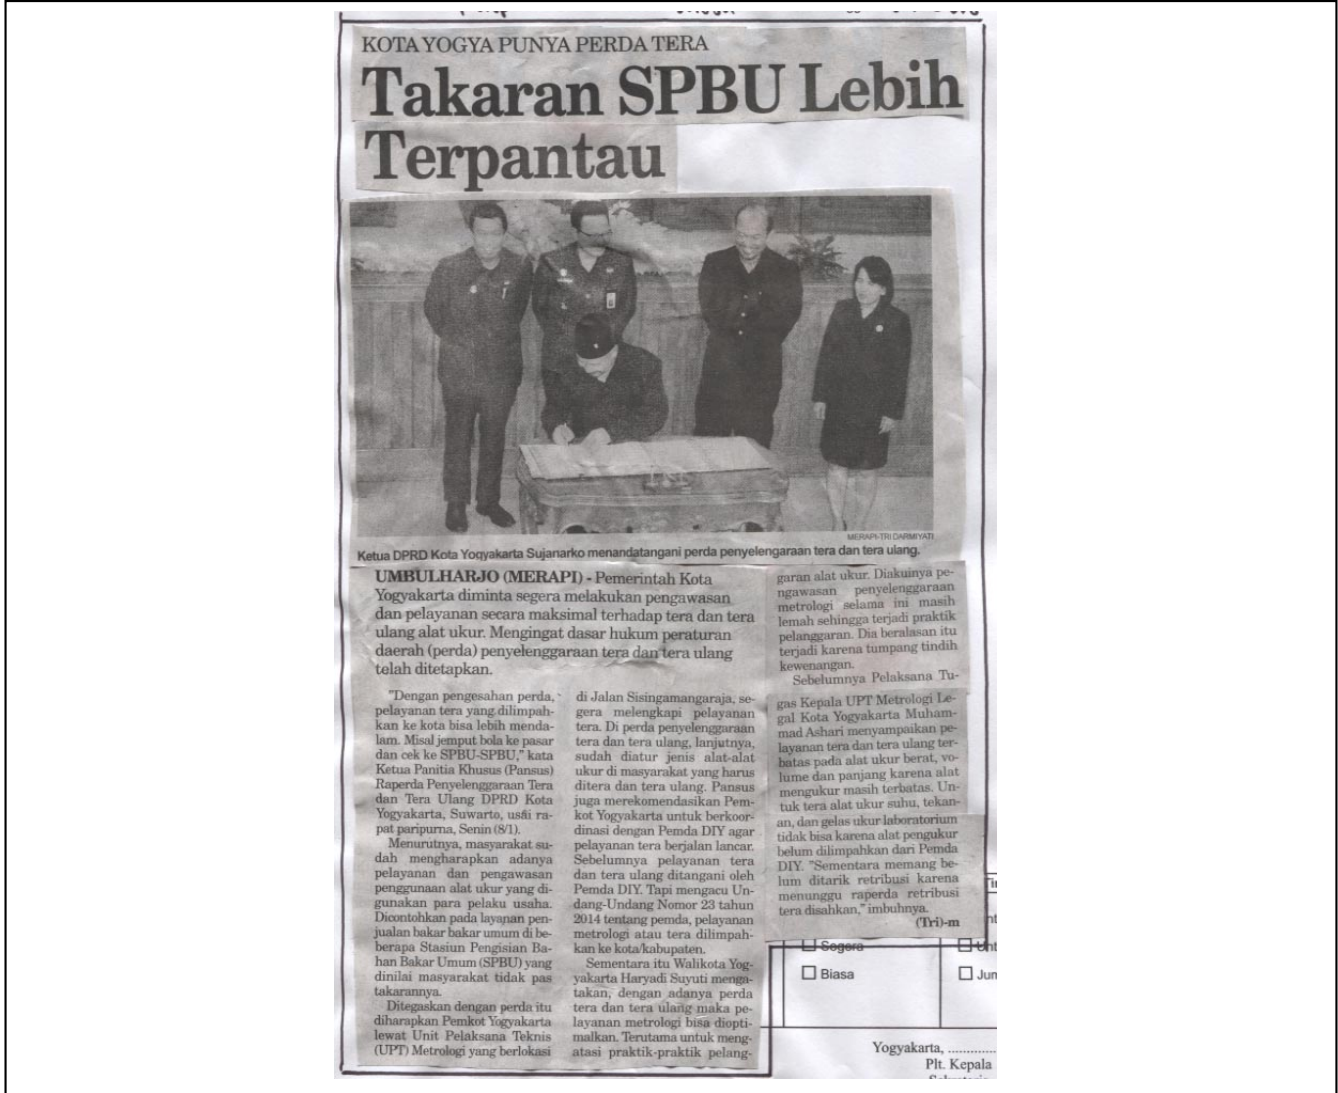 KOTA YOGYA PUNYA PERDA TERA
Takaran SPBU Lebih
Terpantau
MERAPI-TRI DARMIYATI
Ketua DPRD Kota Yogyakarta Sujanarko menandatangani perda penyelengaraan tera dan tera ulang.
UMBULHARJO (MERAPI) - Pemerintah Kota
Yogyakarta diminta segera melakukan pengawasan
dan pelayanan secara maksimal terhadap tera dan tera
ulang alat ukur. Mengingat dasar hukum peraturan
daerah (perda) penyelenggaraan tera dan tera ulang
telah ditetapkan.
"Dengan pengesahan perda,
pelayanan tera yang dilimpah-
kan ke kota bisa lebih menda-
lam. Misal jemput bola ke pasar
dan cek ke SPBU-SPBU," kata
Ketua Panitia Khusus (Pansus)
Raperda Penyelenggaraan Tera
dan Tera Ulang DPRD Kota
Yogyakarta, Suwarto, usai ra-
pat paripurna, Senin (8/1).
Menurutnya, masyarakat su-
dah mengharapkan adanya
pelayanan dan pengawasan
penggunaan alat ukur yang di-
gunakan para pelaku usaha.
Dicontohkan pada layanan pen-
jualan bakar bakar umum di be-
berapa Stasiun Pengisian Ba-
han Bakar Umum (SPBU) yang
dinilai masyarakat tidak pas
takarannya.
Ditegaskan dengan perda itu
diharapkan Pemkot Yogyakarta
lewat Unit Pelaksana Teknis
(UPT) Metrologi yang berlokasi
di Jalan Sisingamangaraja, se-
gera melengkapi pelayanan
tera. Di perda penyelenggaraan
tera dan tera ulang, lanjutnya,
sudah diatur jenis alat-alat
ukur di masyarakat yang harus
ditera dan tera ulang. Pansus
juga merekomendasikan Pem-
kot Yogyakarta untuk berkoor-
dinasi dengan Pemda DIY agar
pelayanan tera berjalan lancar.
Sebelumnya pelayanan tera
dan tera ulang ditangani oleh
Pemda DIY. Tapi mengacu Un-
dang-Undang Nomor 23 tahun
2014 tentang pemda, pelayanan
metrologi atau tera dilimpah-
kan ke kota/kabupaten.
Sementara itu Walikota Yog-
yakarta Haryadi Suyuti menga-
takan, dengan adanya perda
tera dan tera ulang maka pe-
layanan metrologi bisa diopti-
malkan. Terutama untuk meng-
atasi praktik-praktik pelang-
garan alat ukur. Diakuinya pe-
ngawasan penyelenggaraan
metrologi selama ini masih
lemah sehingga terjadi praktik
pelanggaran. Dia beralasan itu
terjadi karena tumpang tindih
kewenangan.
Sebelumnya Pelaksana Tu-
gas Kepala UPT Metrologi Le-
gal Kota Yogyakarta Muham-
mad Ashari menyampaikan pe-
layanan tera dan tera ulang ter-
batas pada alat ukur berat, vo-
lume dan panjang karena alat
mengukur masih terbatas. Un-
tuk tera alat ukur suhu, tekan-
an, dan gelas ukur laboratorium
tidak bisa karena alat pengukur
belum dilimpahkan dari Pemda
DIY. "Sementara memang be-
lum ditarik retribusi karena
menunggu raperda retribusi
tera disahkan," imbuhnya.
(Tri)-m
Segera
Biasa
Jun
Yogyakarta, ............
Plt. Kepala